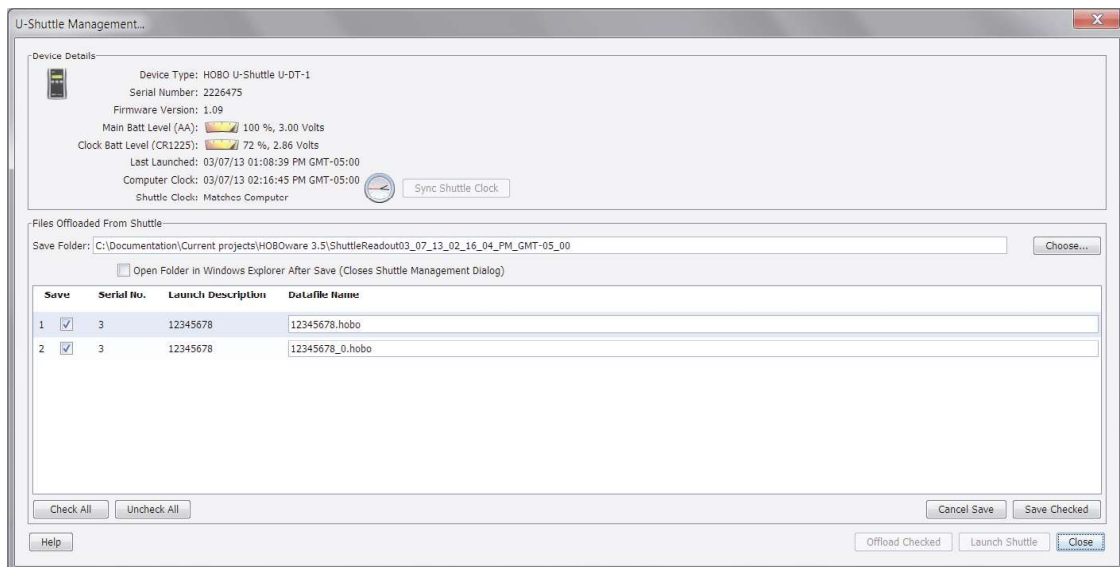 U-Shuttle Management...
Device Details
Device Type: HOBO U-Shuttle U-DT-1
Serial Number: 2226475
Firmware Version: 1.09
Main Batt Level (AA): 100 %, 3.00 Volts
Clock Batt Level (CR1225): 72 %, 2.86 Volts
Last Launched: 03/07/13 01:08:39 PM GMT-05:00
Computer Clock: 03/07/13 02:16:45 PM GMT-05:00
Shuttle Clock: Matches Computer
Sync Shuttle Clock
Files Offloaded From Shuttle
Save Folder: C:\Documentation\Current projects\HOBOware 3.5\ShuttleReadout03_07_13_02_16_04_PM_GMT-05_00 Choose...
Open Folder in Windows Explorer After Save (Closes Shuttle Management Dialog)
Save Serial No. Launch Description Datafile Name
1 3 12345678 12345678.hobo
2 3 12345678 12345678_0.hobo
Check All Uncheck All Cancel Save Save Checked
Help Offload Checked Launch Shuttle Close